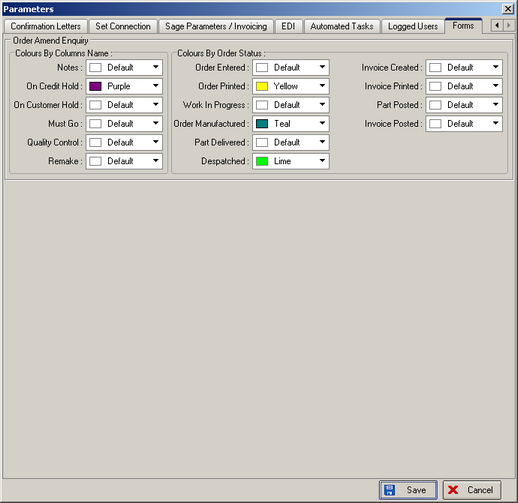 Parameters
Confirmation Letters Set Connection Sage Parameters / Invoicing EDI Automated Tasks Logged Users Forms
Order Amend Enquiry
Colours By Columns Name : Colours By Order Status :
Notes : Default Order Entered : Default Invoice Created : Default
On Credit Hold : Purple Order Printed : Yellow Invoice Printed : Default
On Customer Hold : Default Work In Progress : Default Part Posted : Default
Must Go : Default Order Manufactured : Teal Invoice Posted : Default
Quality Control : Default Part Delivered : Default
Remake : Default Despatched : Lime
Save Cancel